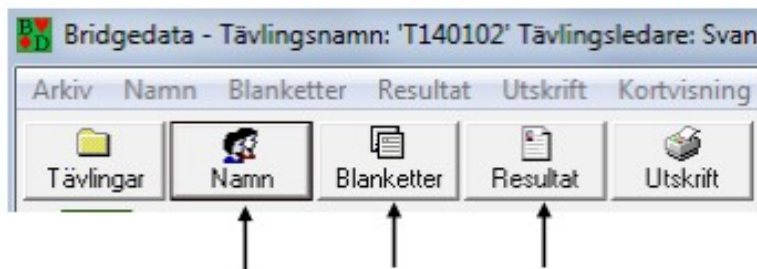 B D Bridgedata - Tävlingsnamn: 'T140102' Tävlingsledare: Svan
Arkiv Namn Blanketter Resultat Utskrift Kortvisning
Tävlingar Namn Blanketter Resultat Utskrift